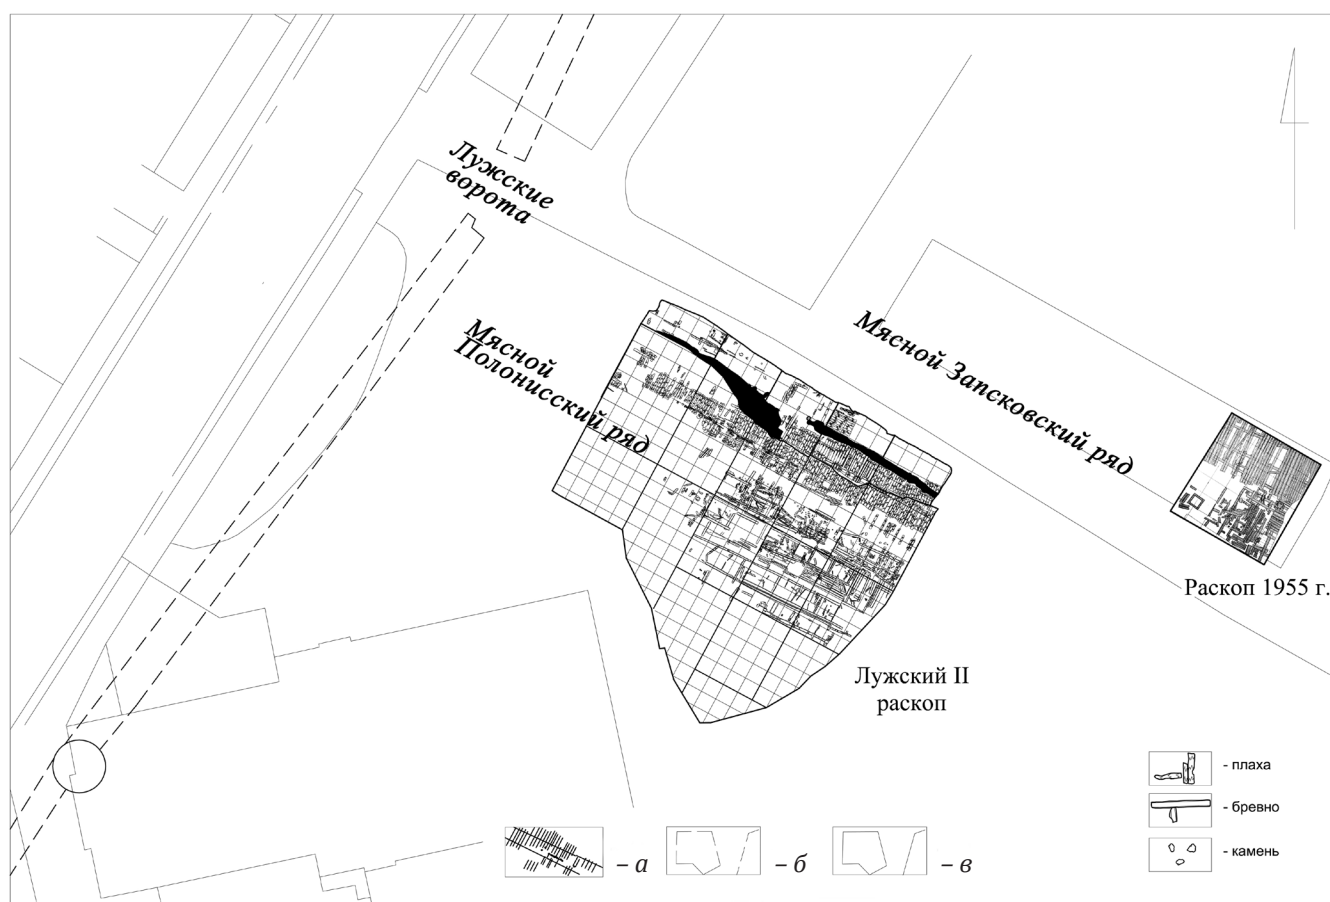 Лужские
ворота
Мясной
Полонисский ряд
Мясной Запсковский ряд
Раскоп 1955 г.
Лужский II
раскоп
- плаха
- бревно
- камень
– а
– б
– в